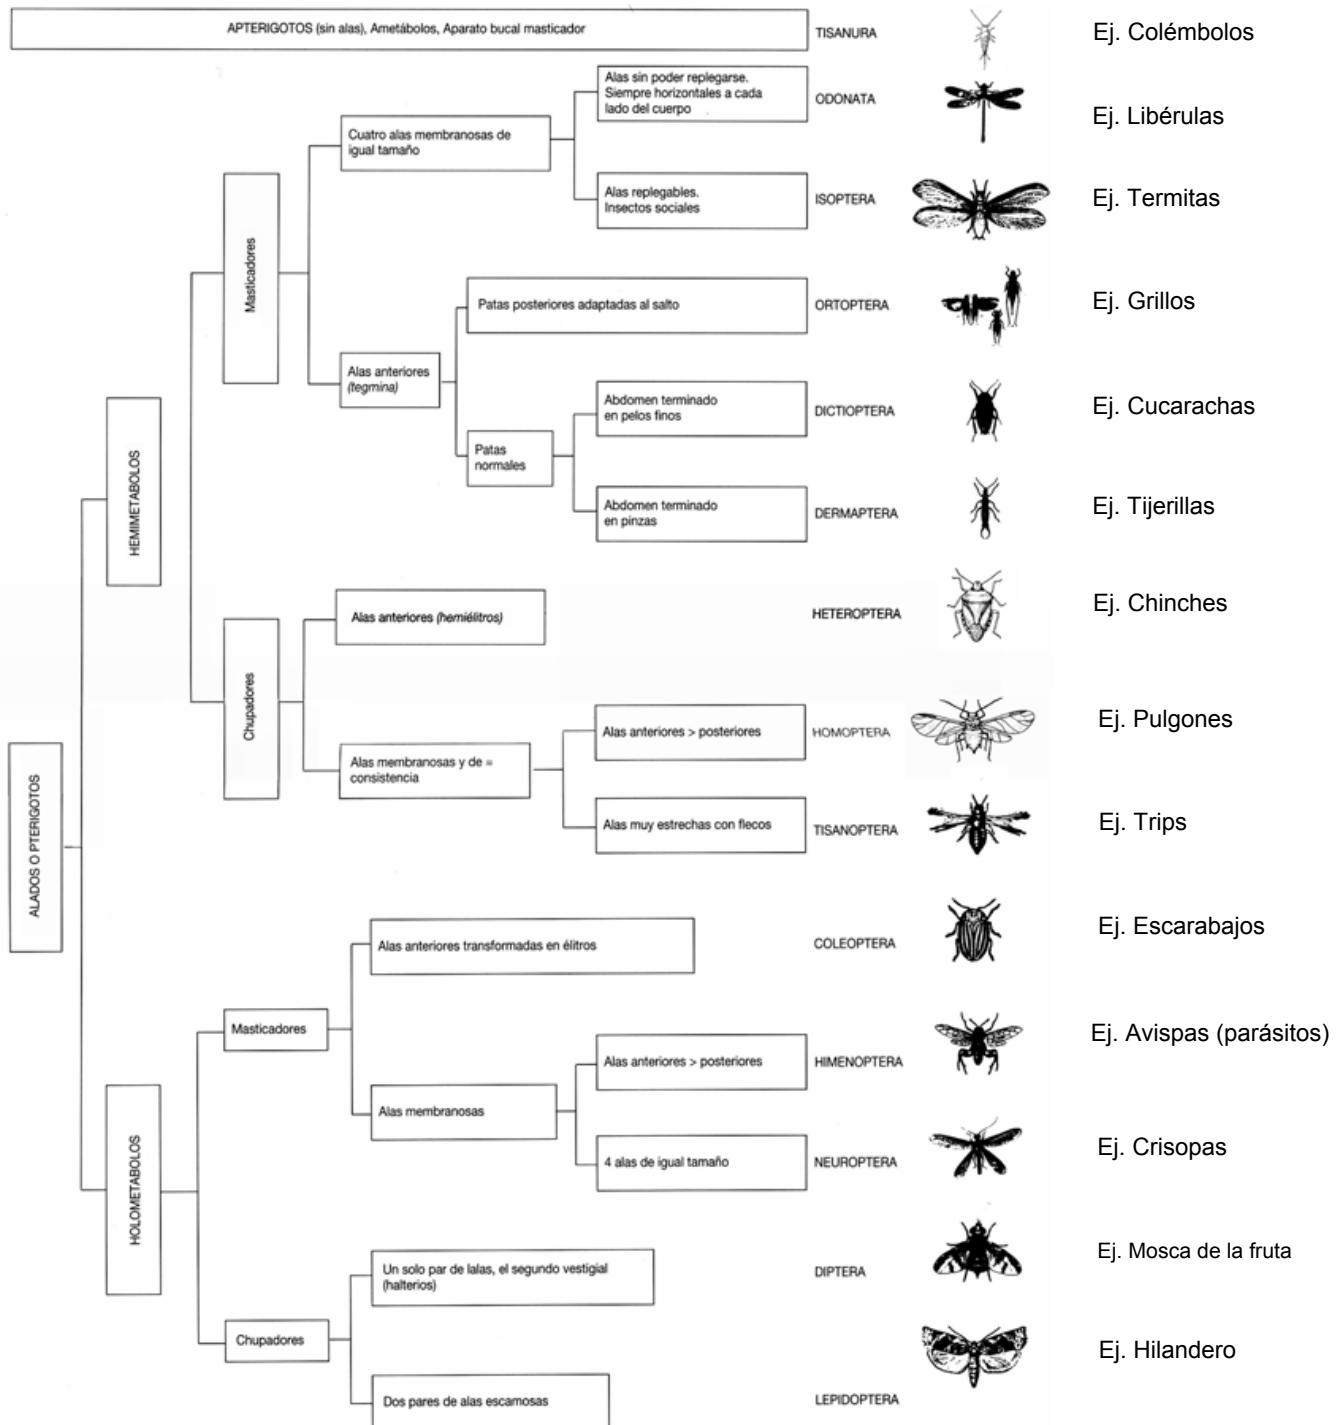 APTERIGOTOS (sin alas), Ametábolos, Aparato bucal masticador
TISANURA
Ej. Colémbolos
Alas sin poder replegarse.
Siempre horizontales a cada
lado del cuerpo
ODONATA
Ej. Libérulas
Cuatro alas membranosas de
igual tamaño
Alas replegables.
Insectos sociales
ISOPTERA
Ej. Termitas
Masticadores
Patas posteriores adaptadas al salto
ORTOPTERA
Ej. Grillos
Alas anteriores
(tegmina)
Abdomen terminado
en pelos finos
DICTIOPTERA
Ej. Cucarachas
Patas
normales
HEMIMETABOLOS
Abdomen terminado
en pinzas
DERMAPTERA
Ej. Tijerillas
Alas anteriores (hemiélitros)
HETEROPTERA
Ej. Chinches
Chupadores
Alas anteriores > posteriores
HOMOPTERA
Ej. Pulgones
Alas membranosas y de =
consistencia
Alas muy estrechas con flecos
TISANOPTERA
Ej. Trips
ALADOS O PTERIGOTOS
Alas anteriores transformadas en élitros
COLEOPTERA
Ej. Escarabajos
Masticadores
Alas anteriores > posteriores
HIMENOPTERA
Ej. Avispas (parásitos)
Alas membranosas
4 alas de igual tamaño
NEUROPTERA
Ej. Crisopas
HOLOMETABOLOS
Un solo par de lalas, el segundo vestigial
(halterios)
DIPTERA
Ej. Mosca de la fruta
Chupadores
Ej. Hilandero
Dos pares de alas escamosas
LEPIDOPTERA